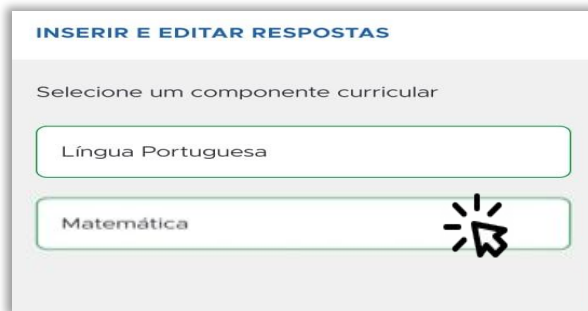 INSERIR E EDITAR RESPOSTAS
Selecione um componente curricular
Língua Portuguesa
Matemática